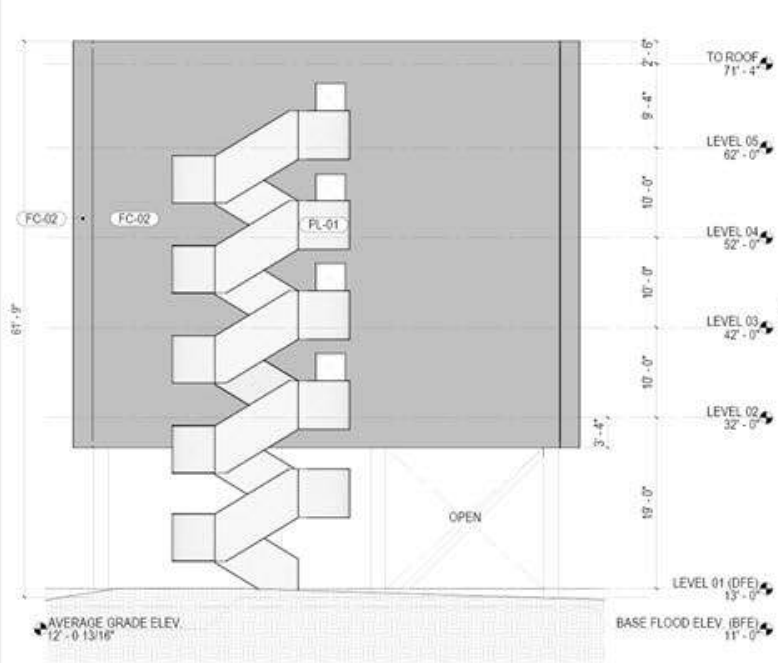 2' - 6"
TO ROOF
71' - 4"
9' - 4"
LEVEL 05
62' - 0"
10' - 0"
FC-02
FC-02
PL-01
LEVEL 04
52' - 0"
10' - 0"
61' - 9"
LEVEL 03
42' - 0"
10' - 0"
LEVEL 02
32' - 0"
3' - 4"
19' - 0"
OPEN
LEVEL 01 (DFE)
13' - 0"
AVERAGE GRADE ELEV.
12' - 0 13/16"
BASE FLOOD ELEV. (BFE)
11' - 0"